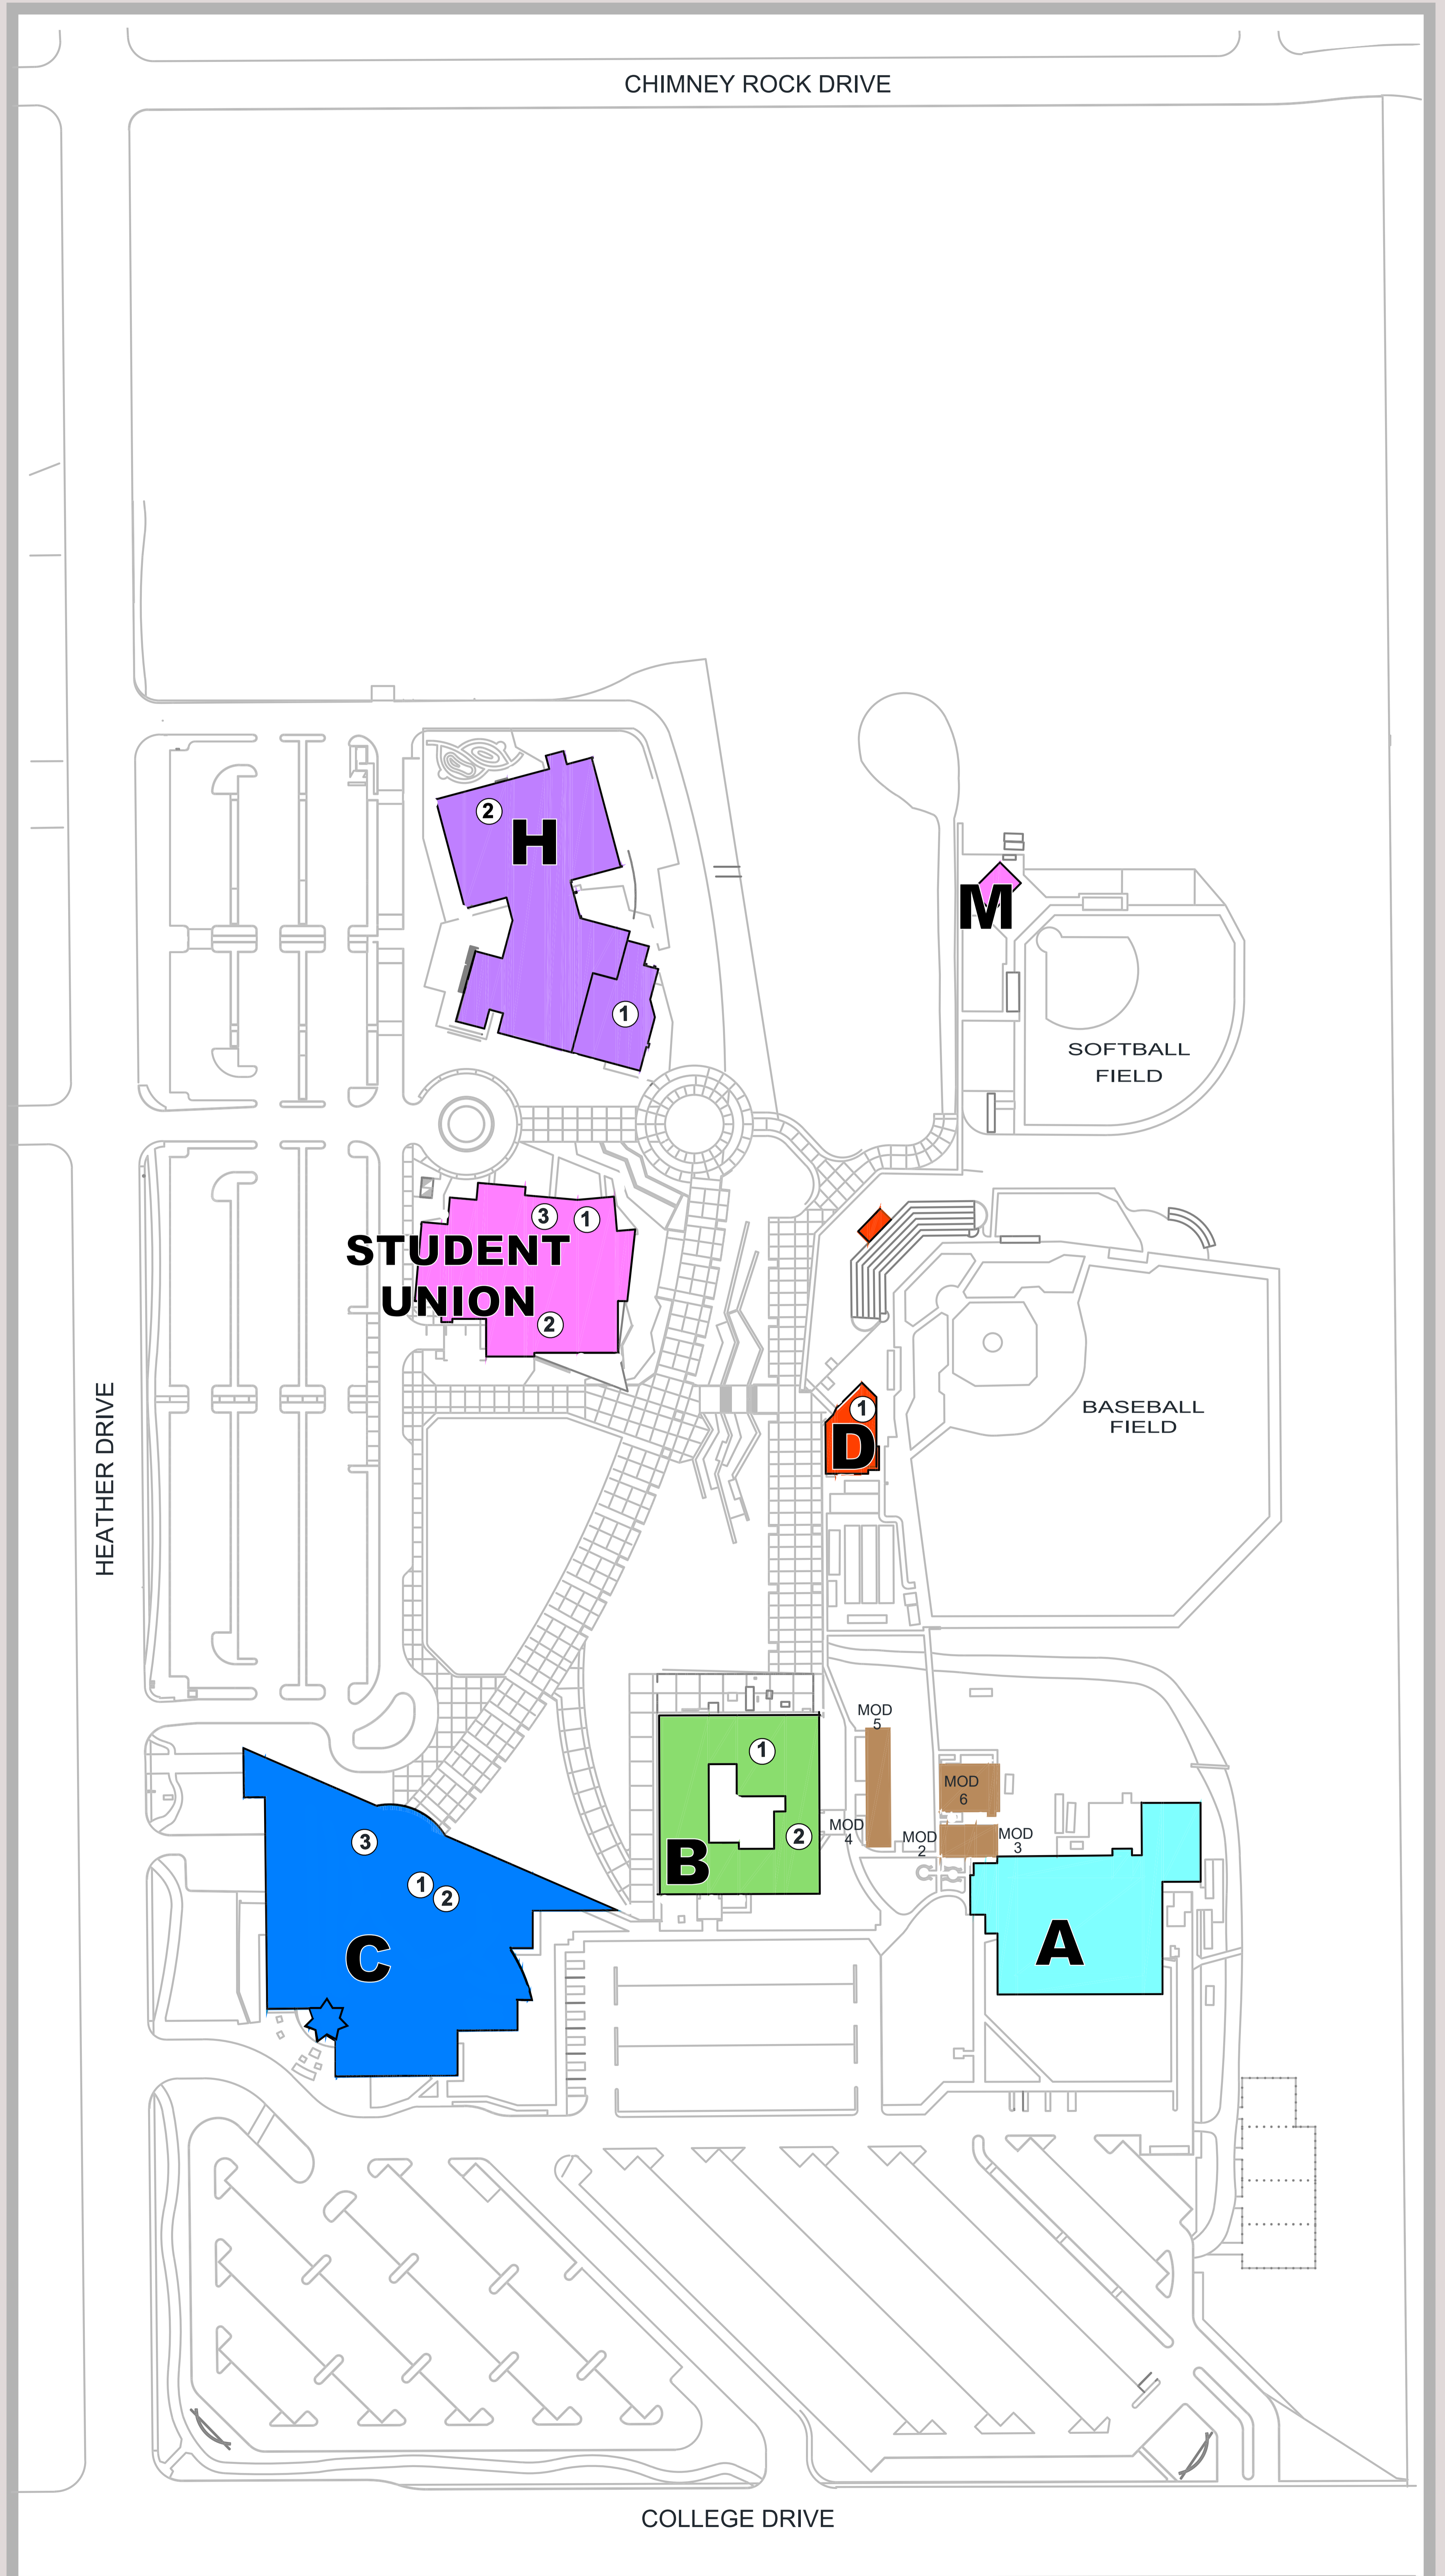 CHIMNEY ROCK DRIVE
2
H
M
1
SOFTBALL
FIELD
3
1
STUDENT
UNION
2
HEATHER DRIVE
BASEBALL
FIELD
1
D
MOD
5
1
MOD
6
MOD
4
MOD
2
MOD
3
2
B
3
1
2
C
A
COLLEGE DRIVE